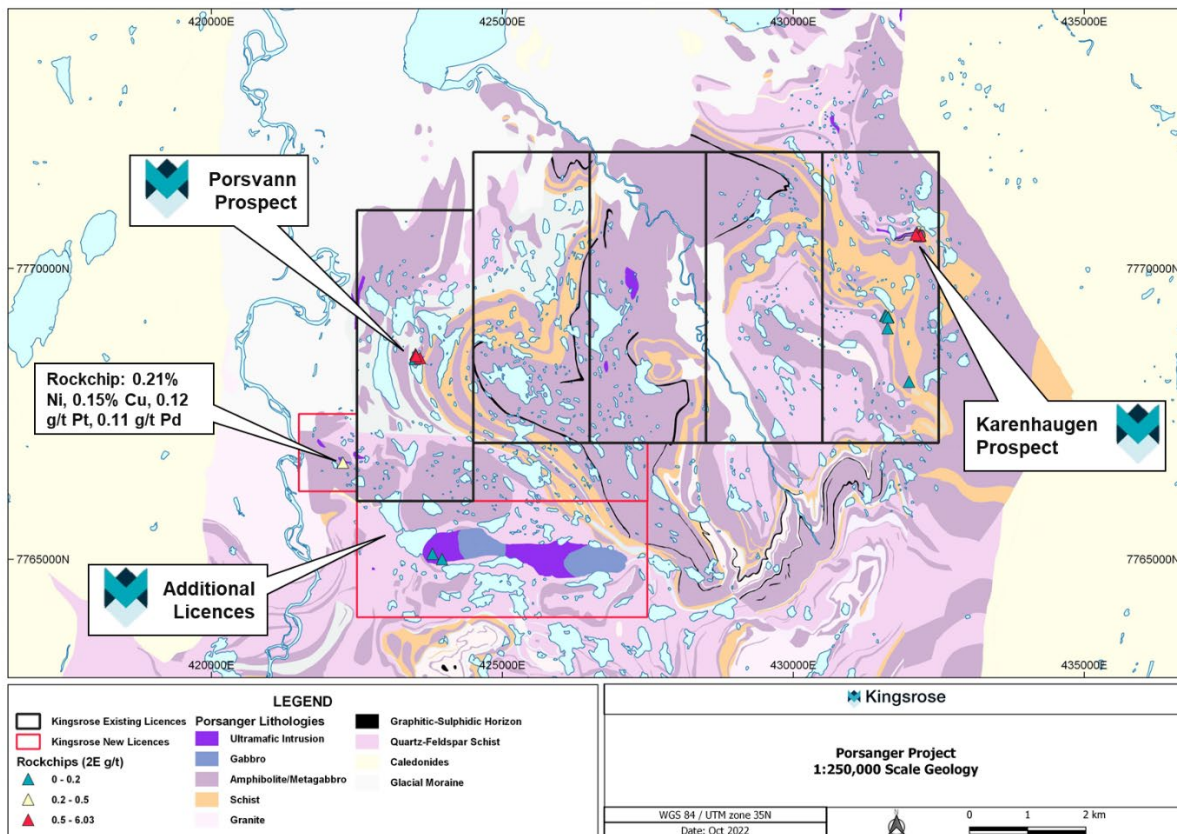 420000E
425000E
430000E
435000E
Porsvann
Prospect
7770000N
7770000N
Rockchip: 0.21%
Ni, 0.15% Cu, 0.12
g/t Pt, 0.11 g/t Pd
Karenhaugen
Prospect
7765000N
7765000N
Additional
Licences
420000E
425000E
430000E
435000E
LEGEND
Kingsrose Existing Licences
Kingsrose New Licences
Rockchips (2E g/t)
0 - 0.2
0.2 - 0.5
0.5 - 6.03
Porsanger Lithologies
Ultramafic Intrusion
Gabbro
Amphibolite/Metagabbro
Schist
Granite
Graphitic-Sulphidic Horizon
Quartz-Feldspar Schist
Caledonides
Glacial Moraine
Kingsrose
Porsanger Project
1:250,000 Scale Geology
WGS 84 / UTM zone 35N
Date: Oct 2022
N
0 1 2 km